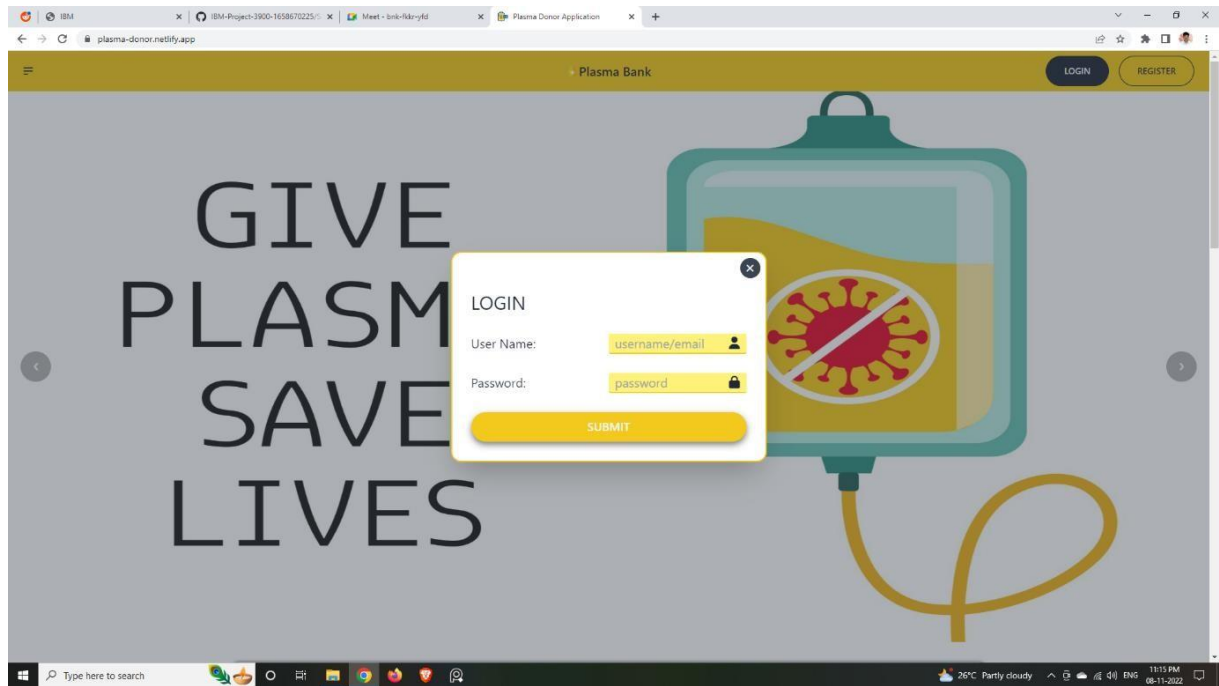 IBM
IBM-Project-3900-1658670225/S
Meet - bnk-fkbr-yfd
Plasma Donor Application
plasma-donor.netlify.app
Plasma Bank
LOGIN
REGISTER
GIVE
PLASM
SAVE
LIVES
LOGIN
User Name:
username/email
Password:
password
SUBMIT
Type here to search
26°C Partly cloudy
ENG
11:15 PM
08-11-2022